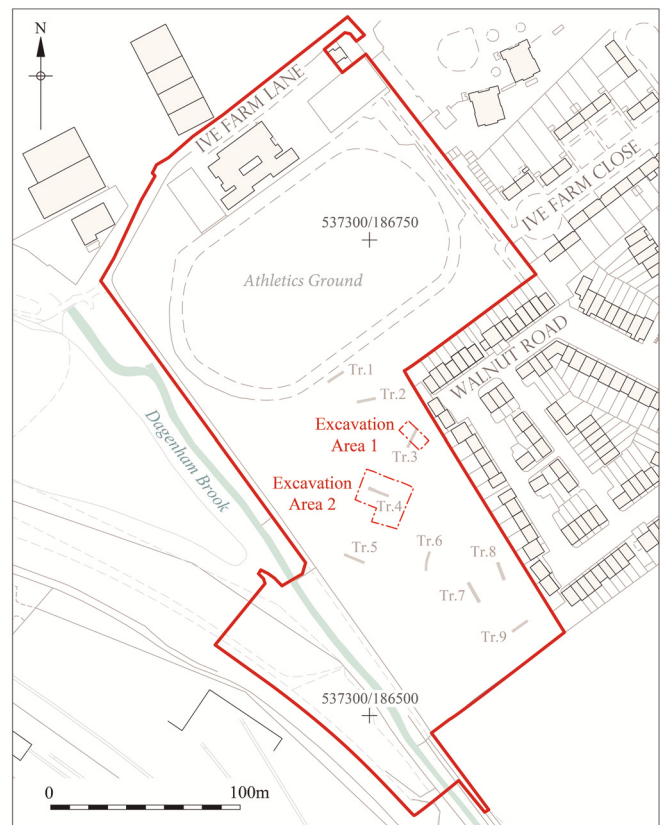 N
IVE FARM LANE
IVE FARM CLOSE
537300/186750
Athletics Ground
WALNUT ROAD
Tr.1
Tr.2
Excavation
Area 1
Tr.3
Dagenham Brook
Excavation
Area 2
Tr.4
Tr.5
Tr.6
Tr.8
Tr.7
Tr.9
537300/186500
0
100m